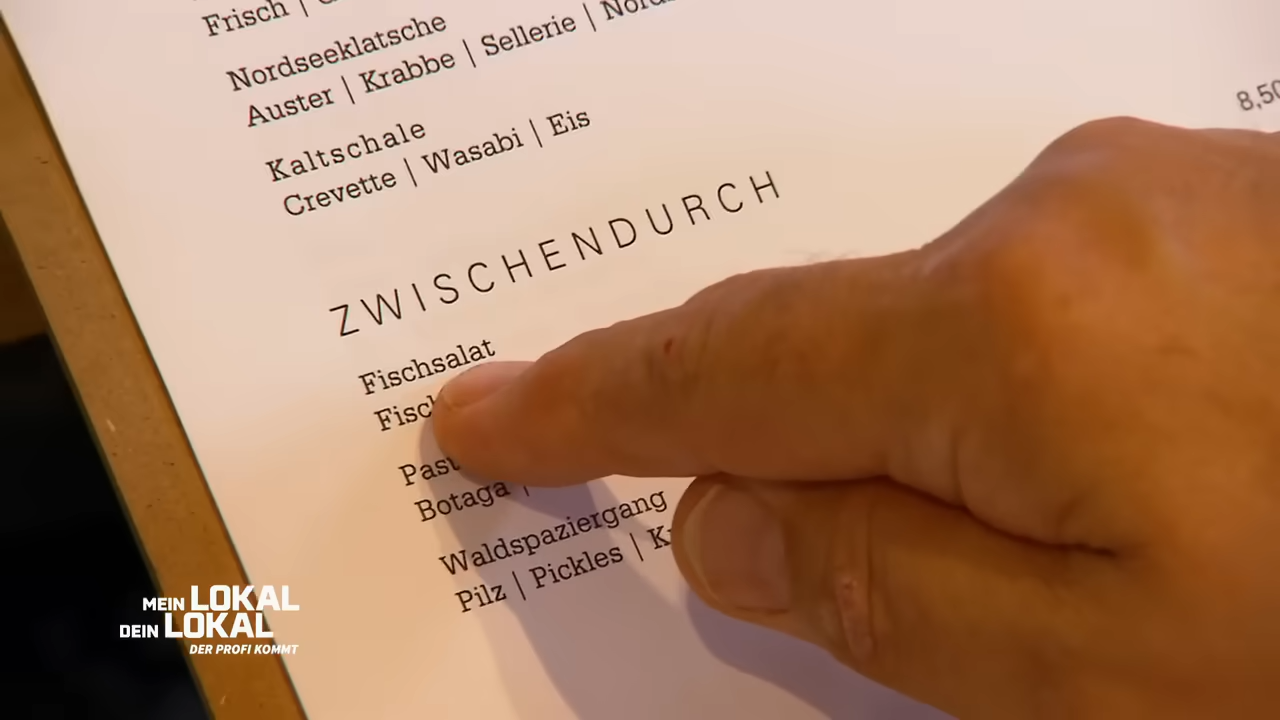 Frisch |
Nordseeklatsche
Auster | Krabbe | Sellerie |
8,50
Kaltschale
Crevette | Wasabi | Eis
ZWISCHENDURCH
Fischsalat
Botaga |
Waldspaziergang
Pilz | Pickles |
MEIN LOKAL
DEIN LOKAL
DER PROFI KOMMT